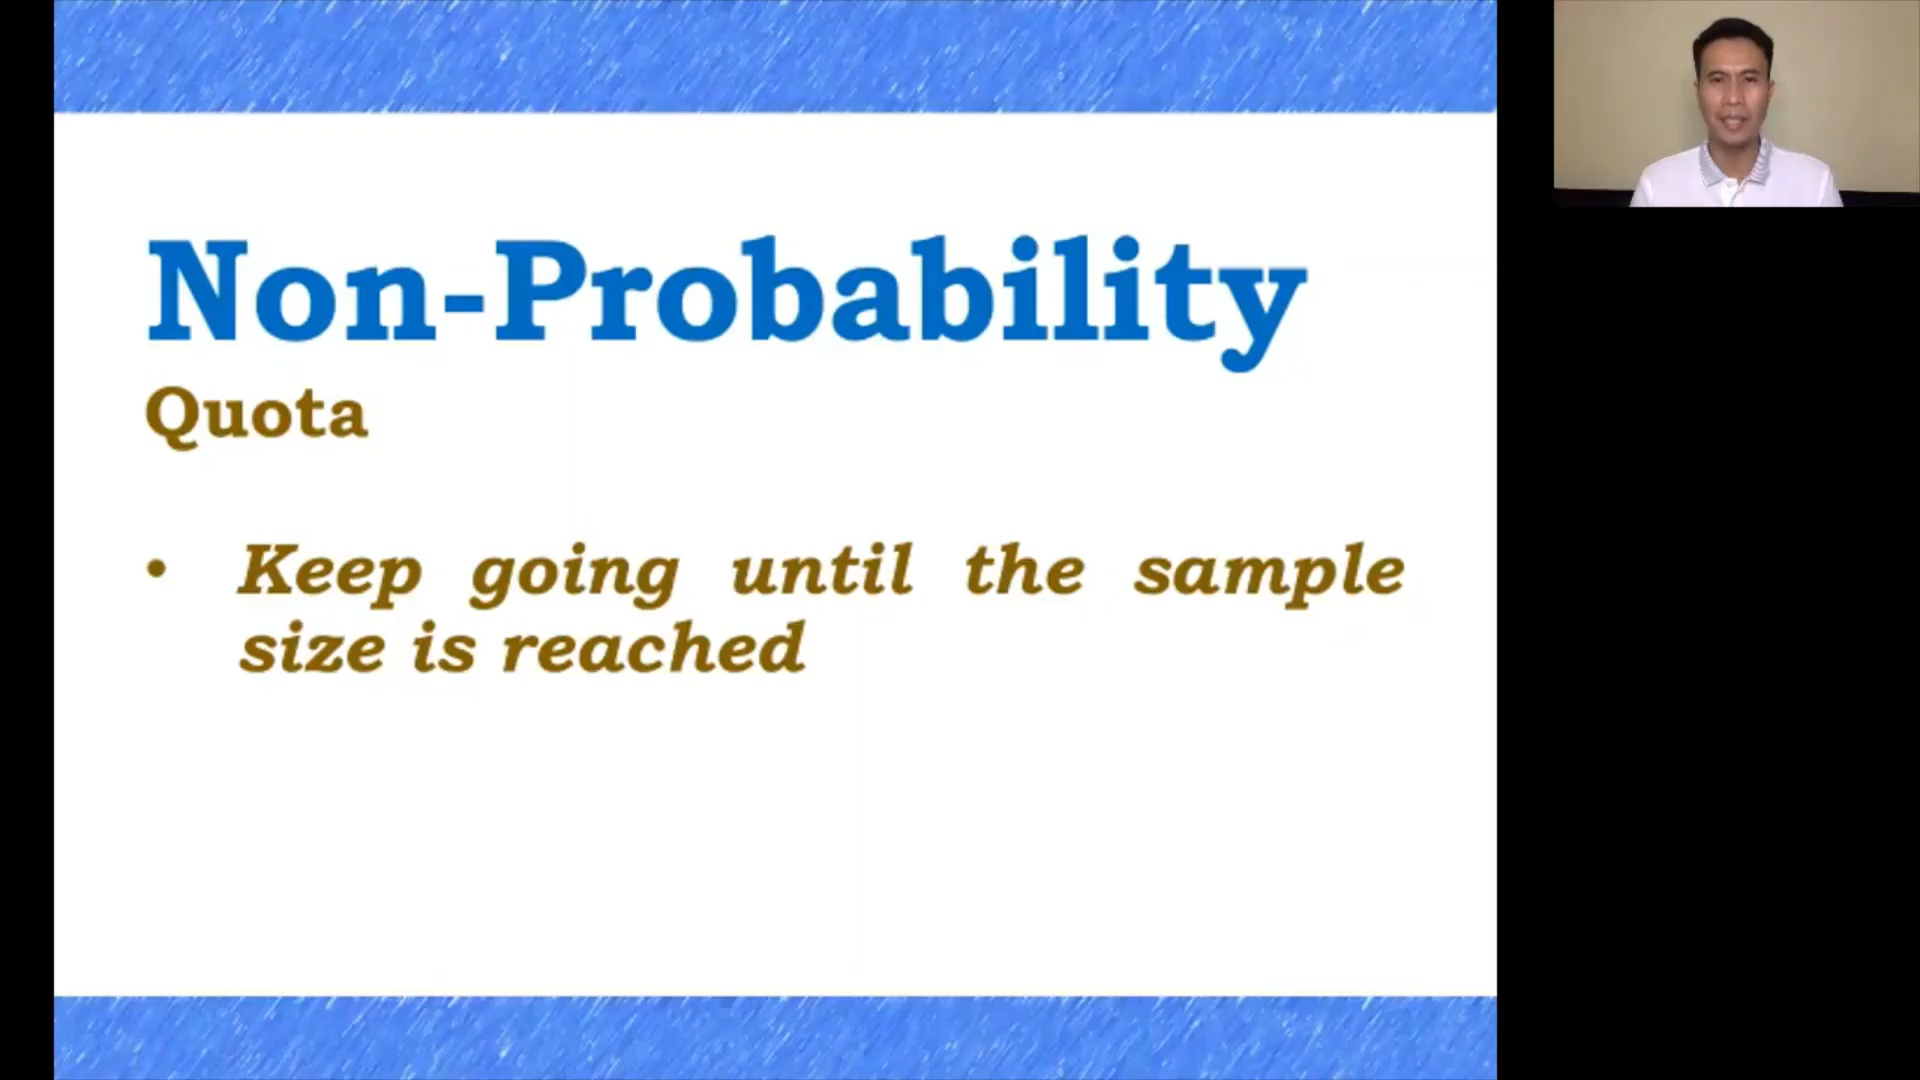 Non-Probability
Quota
• Keep going until the sample
size is reached